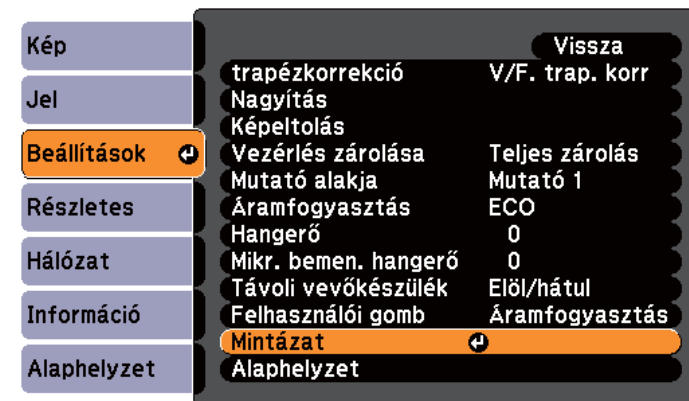 Kép
Jel
Beállítások
Részletes
Hálózat
Információ
Alaphelyzet
Vissza
trapézkorrekció V/F. trap. korr
Nagyítás
Képeltolás
Vezérlés zárolása Teljes zárolás
Mutató alakja Mutató 1
Áramfogyasztás ECO
Hangerő 0
Mikr. bemen. hangerő 0
Távoli vevőkészülék Elöl/hátul
Felhasználói gomb Áramfogyasztás
Mintázat
Alaphelyzet